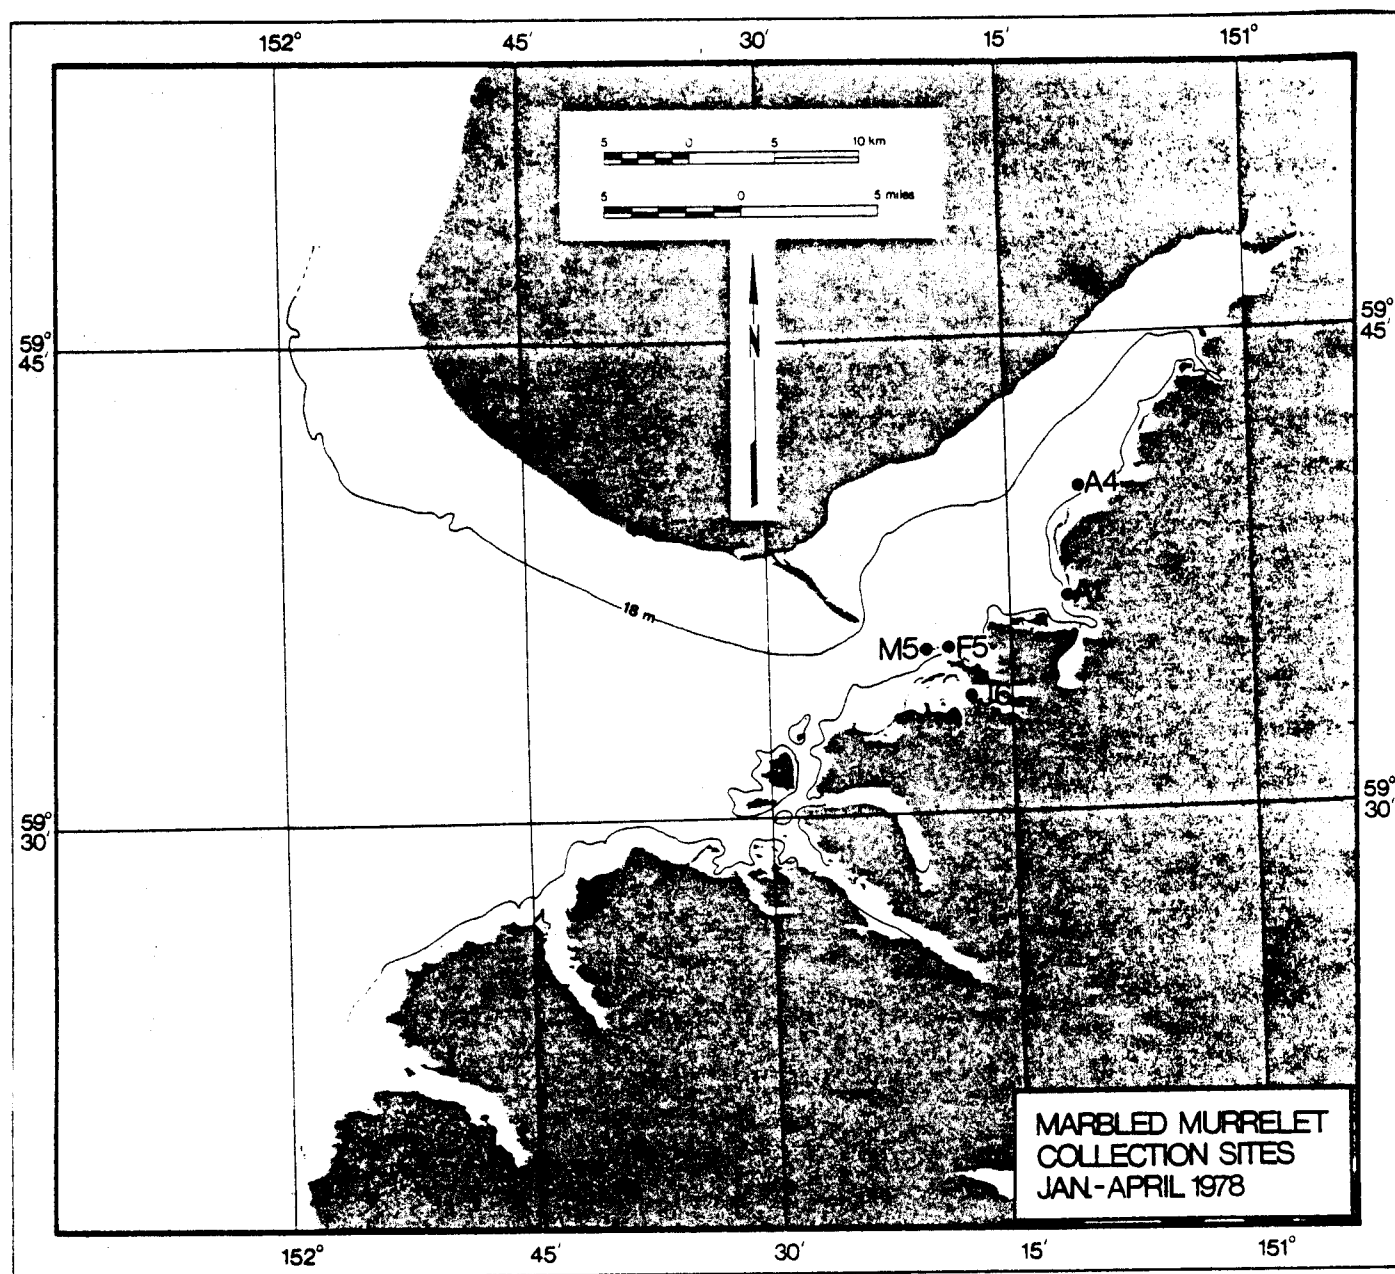 152° 45′ 30′ 15′ 151°
5 0 5 10 km
5 0 5 miles
N
59° 45′
59° 45′
A4
18 m
M5 F5
J6
59° 30′
59° 30′
MARBLED MURRELET
COLLECTION SITES
JAN.-APRIL 1978
152° 45′ 30′ 15′ 151°